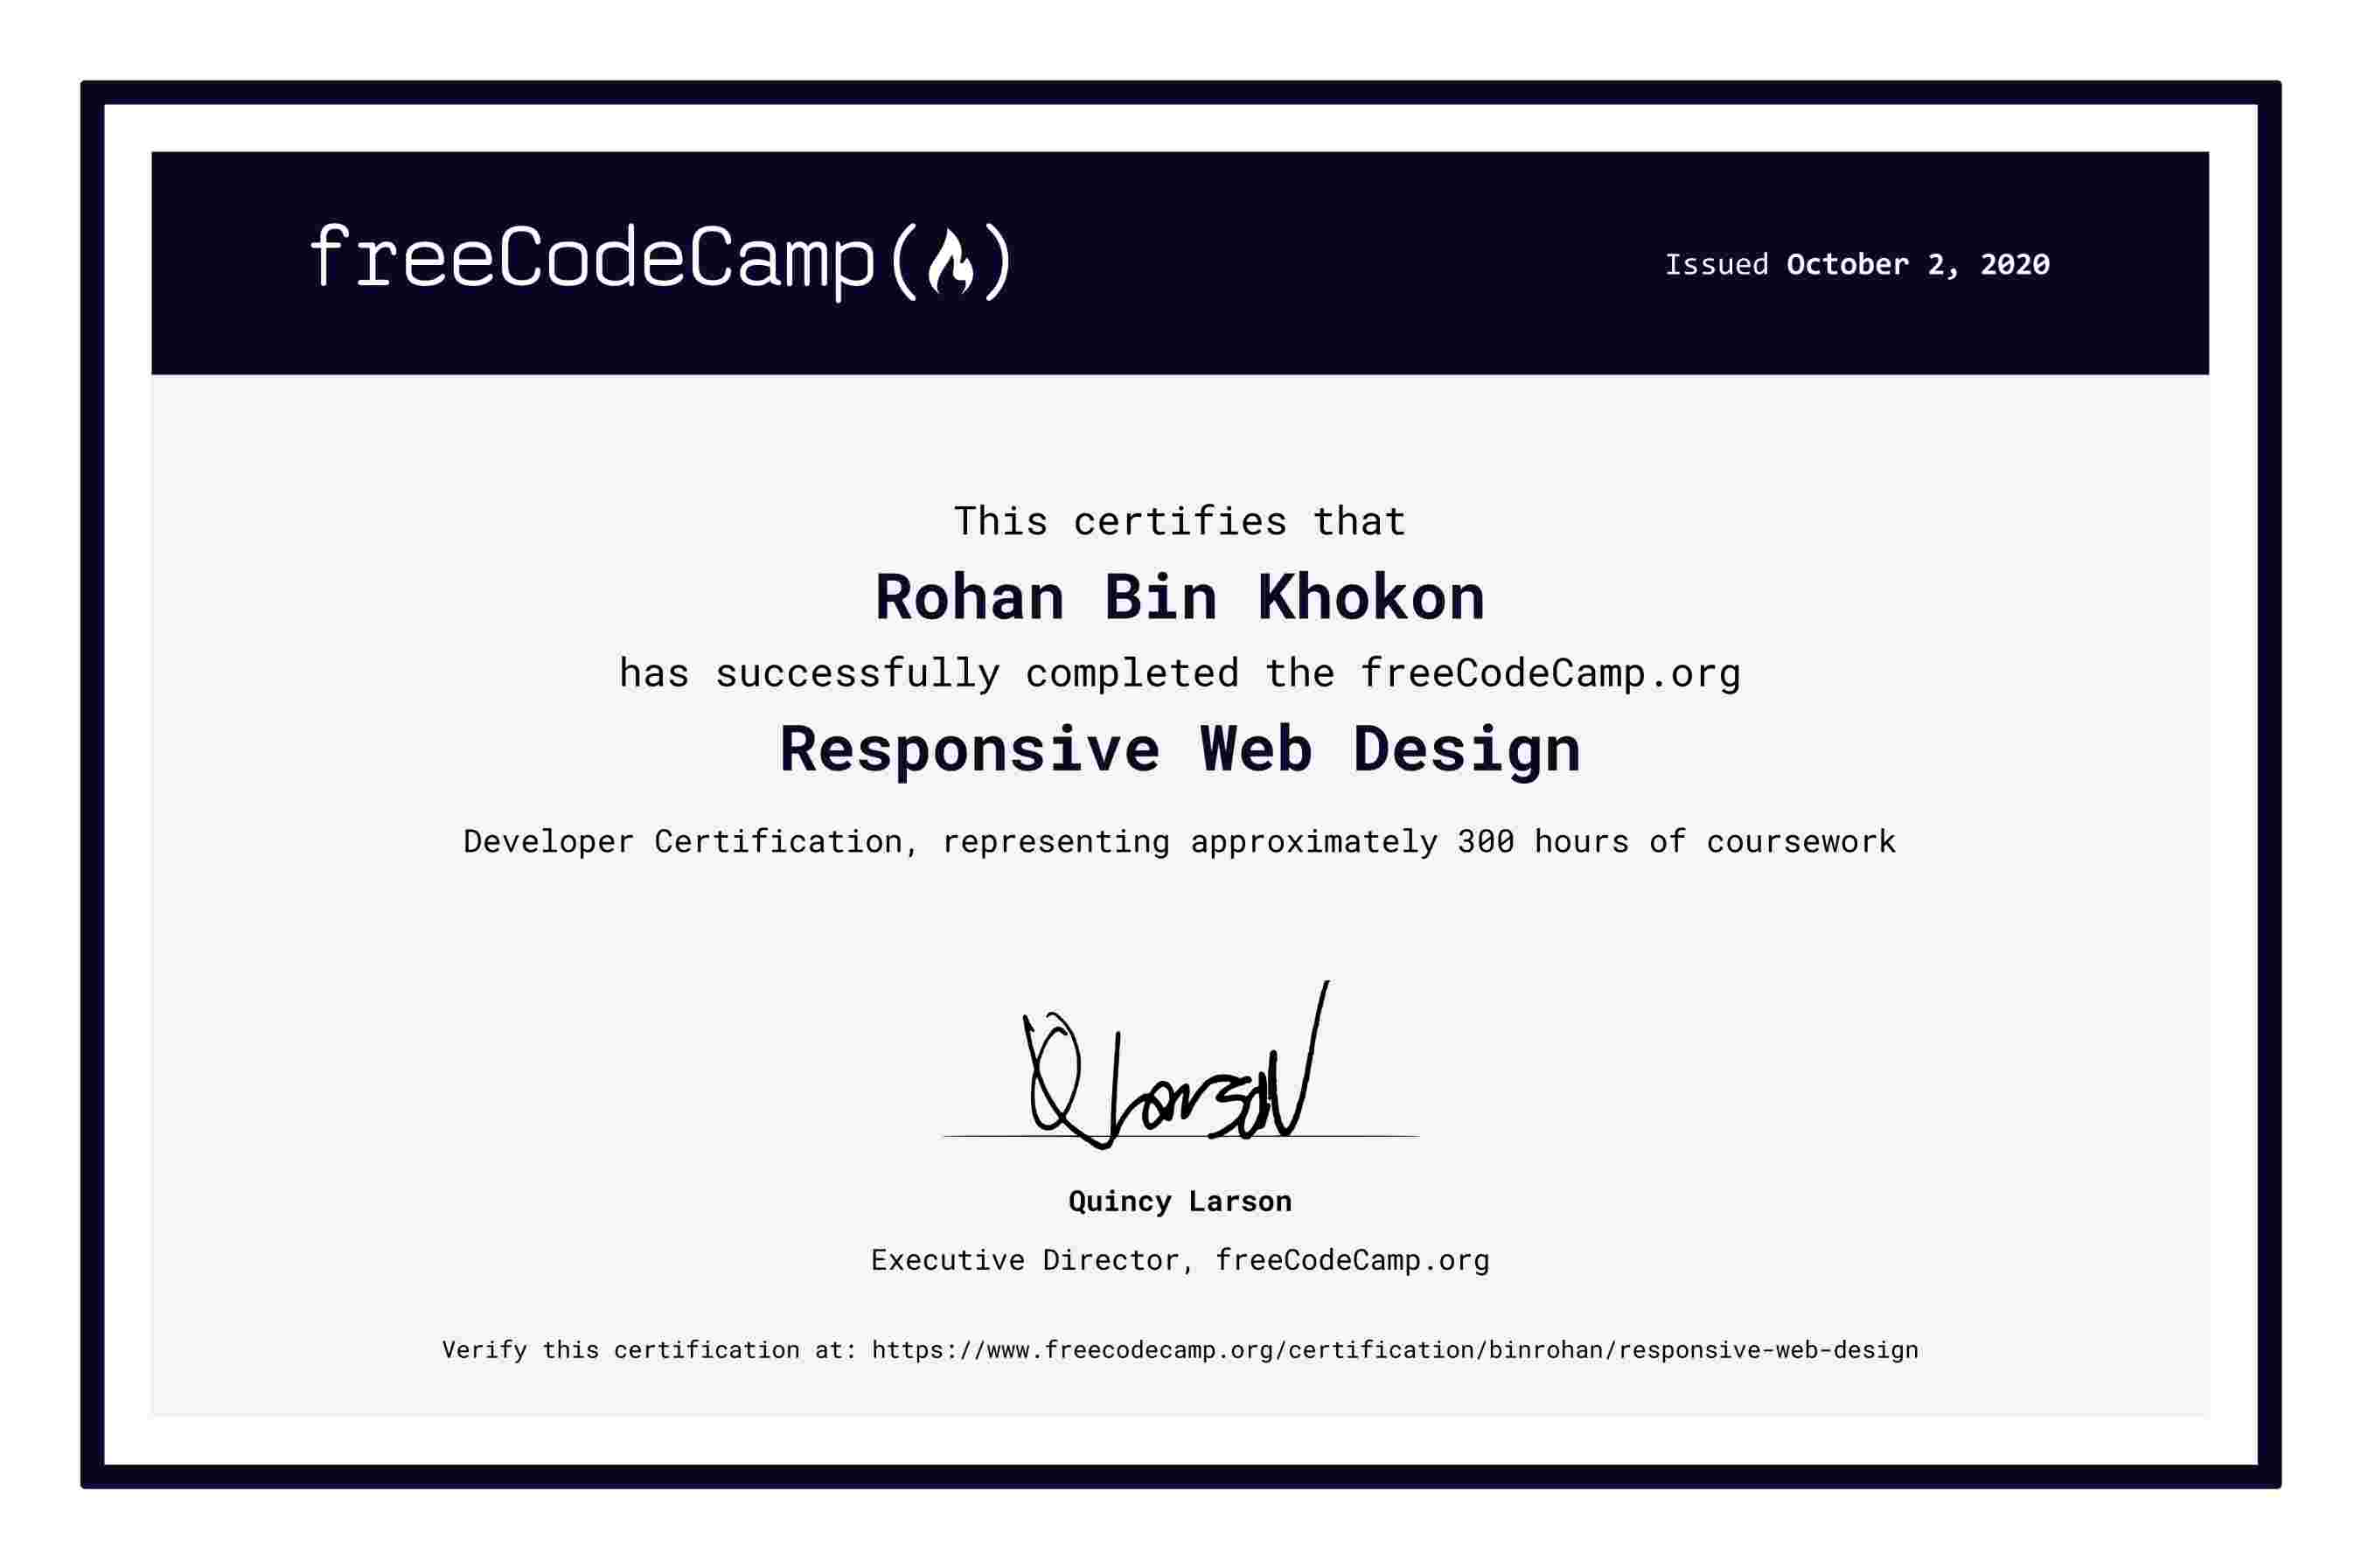 freeCodeCamp(🔥)
Issued October 2, 2020
This certifies that
Rohan Bin Khokon
has successfully completed the freeCodeCamp.org
Responsive Web Design
Developer Certification, representing approximately 300 hours of coursework
QLarson
Quincy Larson
Executive Director, freeCodeCamp.org
Verify this certification at: https://www.freecodecamp.org/certification/binrohan/responsive-web-design